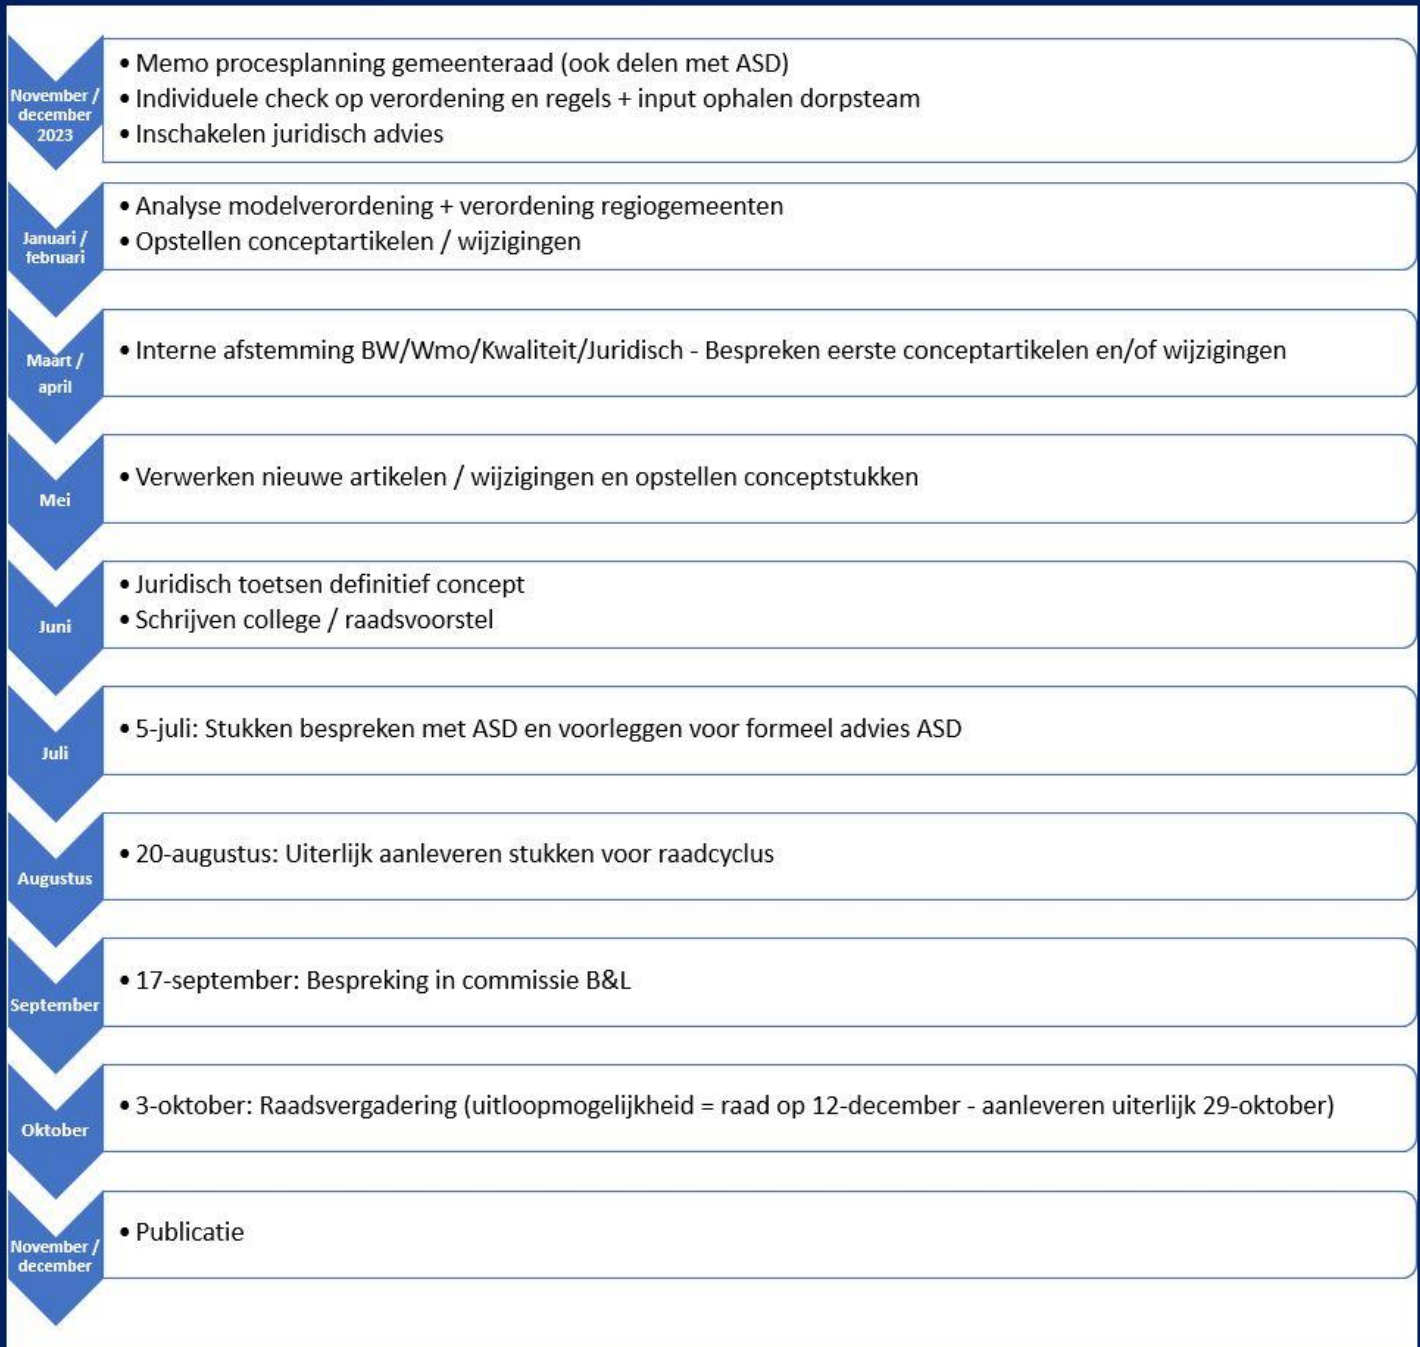 November /
december
2023
• Memo procesplanning gemeenteraad (ook delen met ASD)
• Individuele check op verordening en regels + input ophalen dorpsteam
• Inschakelen juridisch advies
Januari /
februari
• Analyse modelverordening + verordening regiogemeenten
• Opstellen conceptartikelen / wijzigingen
Maart /
april
• Interne afstemming BW/Wmo/Kwaliteit/Juridisch - Bespreken eerste conceptartikelen en/of wijzigingen
Mei
• Verwerken nieuwe artikelen / wijzigingen en opstellen conceptstukken
Juni
• Juridisch toetsen definitief concept
• Schrijven college / raadsvoorstel
Juli
• 5-juli: Stukken bespreken met ASD en voorleggen voor formeel advies ASD
Augustus
• 20-augustus: Uiterlijk aanleveren stukken voor raadcyclus
September
• 17-september: Bespreking in commissie B&L
Oktober
• 3-oktober: Raadsvergadering (uitloopmogelijkheid = raad op 12-december - aanleveren uiterlijk 29-oktober)
November /
december
• Publicatie